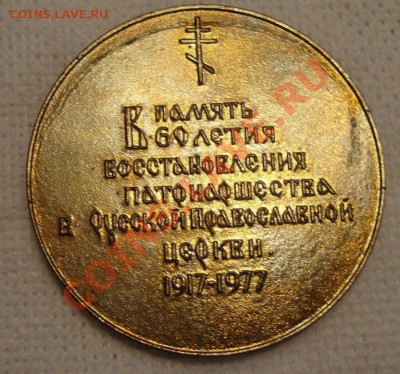 COINS.LAVE.RU
В ПАМЯТЬ
60ЛЕТИЯ
ВОССТАНОВЛЕНИЯ
ПАТРИАРШЕСТВА
В РУССКОЙ ПРАВОСЛАВНОЙ
ЦЕРКВИ.
1917-1977
COINS.LAVE.RU